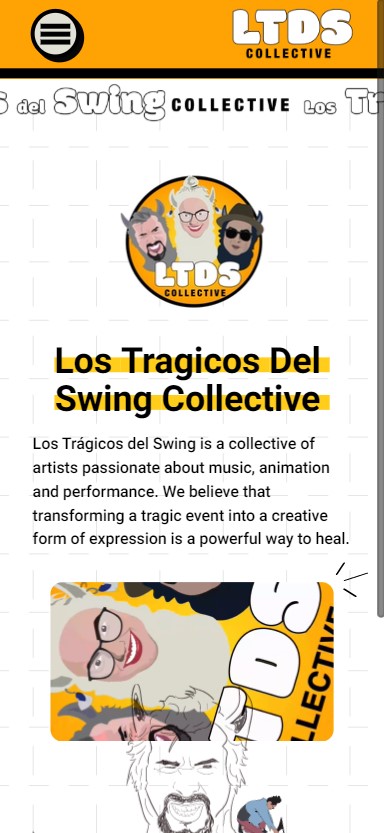 LTDS
COLLECTIVE
del Swing COLLECTIVE Los
LTDS
COLLECTIVE
Los Tragicos Del
Swing Collective
Los Trágicos del Swing is a collective of
artists passionate about music, animation
and performance. We believe that
transforming a tragic event into a creative
form of expression is a powerful way to heal.